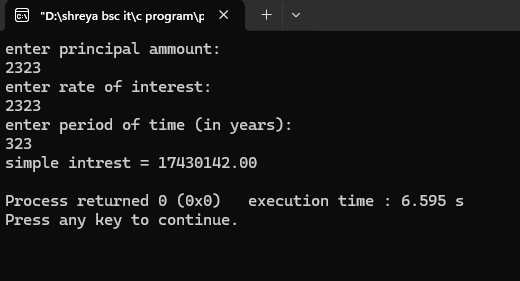 "D:\shreya bsc it\c program\p
enter principal ammount:
2323
enter rate of interest:
2323
enter period of time (in years):
323
simple intrest = 17430142.00
Process returned 0 (0x0)   execution time : 6.595 s
Press any key to continue.